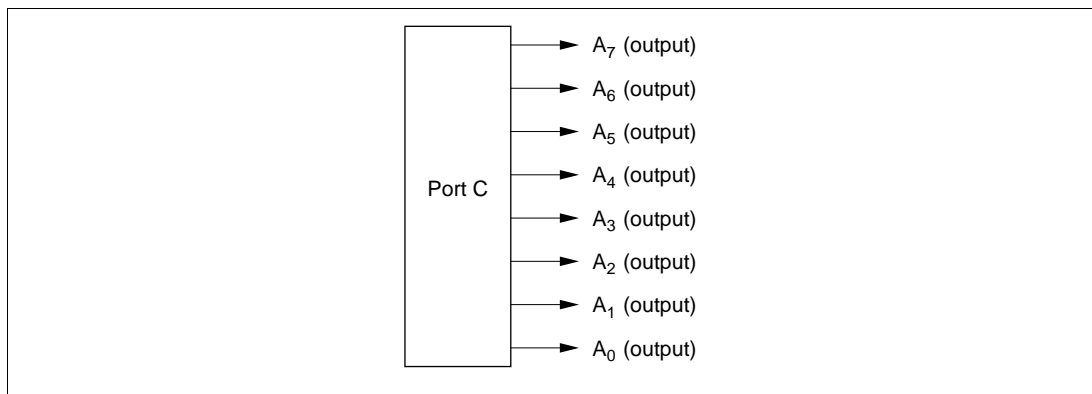 A7 (output)
A6 (output)
A5 (output)
A4 (output)
Port C
A3 (output)
A2 (output)
A1 (output)
A0 (output)